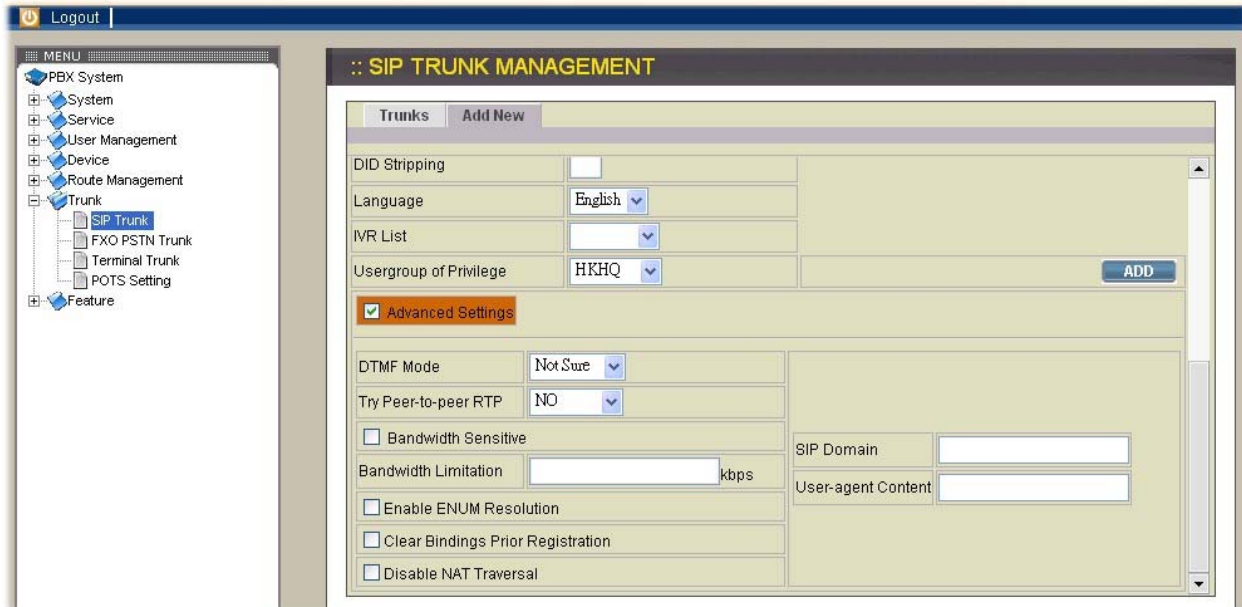 Logout
MENU
PBX System
System
Service
User Management
Device
Route Management
Trunk
SIP Trunk
FXO PSTN Trunk
Terminal Trunk
POTS Setting
Feature
:: SIP TRUNK MANAGEMENT
Trunks Add New
DID Stripping
Language English
IVR List
Usergroup of Privilege HKHQ ADD
Advanced Settings
DTMF Mode Not Sure
Try Peer-to-peer RTP NO
Bandwidth Sensitive
Bandwidth Limitation kbps
Enable ENUM Resolution
Clear Bindings Prior Registration
Disable NAT Traversal
SIP Domain
User-agent Content